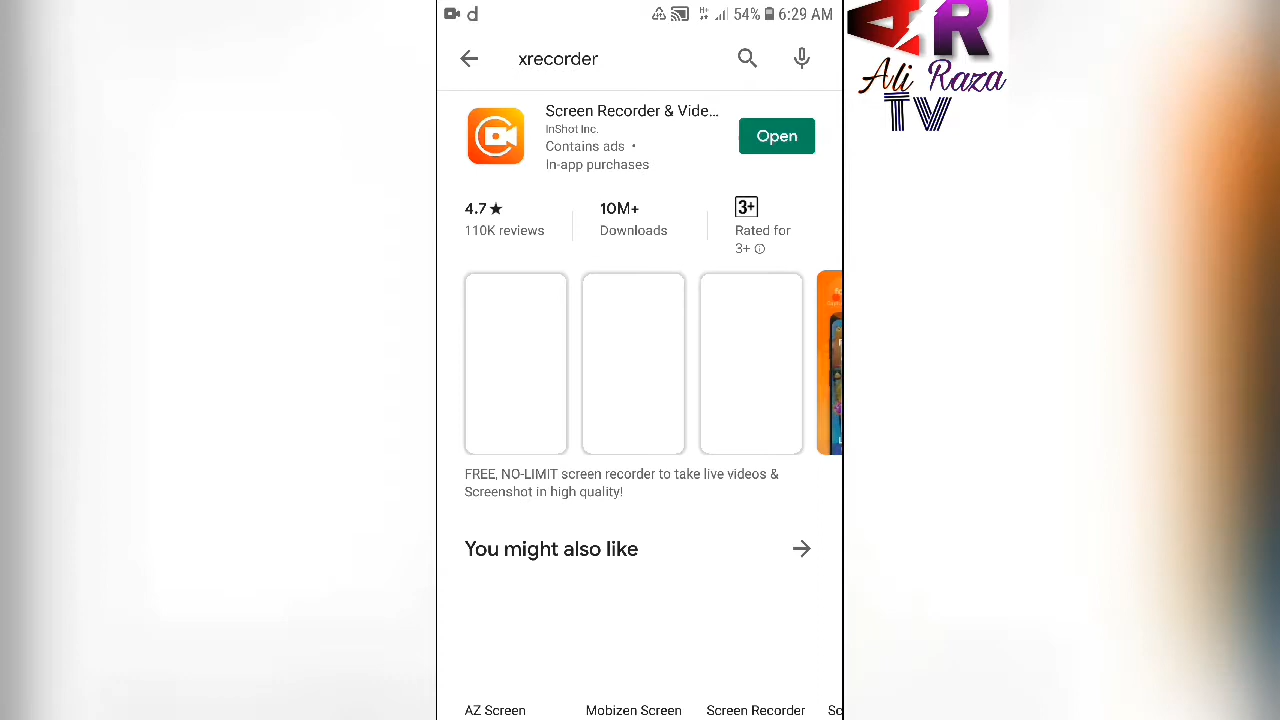 d
54% 6:29 AM
xrecorder
AR
Ali Raza
TV
Screen Recorder & Vide...
InShot Inc.
Contains ads •
In-app purchases
Open
4.7★
110K reviews
10M+
Downloads
3+
Rated for
3+
FREE, NO-LIMIT screen recorder to take live videos &
Screenshot in high quality!
You might also like
AZ Screen
Mobizen Screen
Screen Recorder
Sc